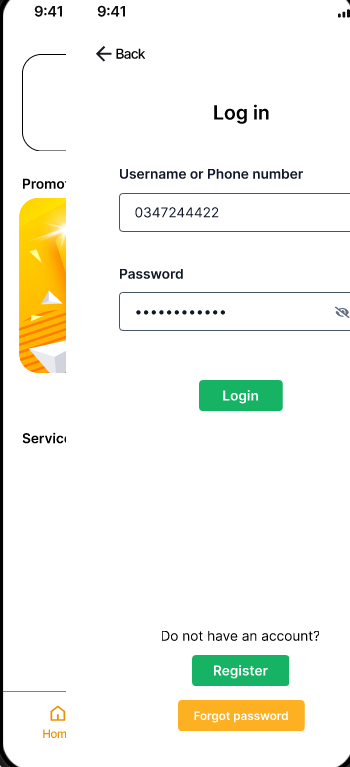 9:41
9:41
Back
Log in
Username or Phone number
0347244422
Password
••••••••••••
Login
Promo
Servic
Do not have an account?
Register
Forgot password
Hom